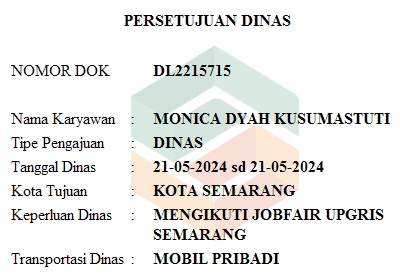 PERSETUJUAN DINAS
NOMOR DOK DL2215715
Nama Karyawan : MONICA DYAH KUSUMASTUTI
Tipe Pengajuan : DINAS
Tanggal Dinas : 21-05-2024 sd 21-05-2024
Kota Tujuan : KOTA SEMARANG
Keperluan Dinas : MENGIKUTI JOBFAIR UPGRIS
SEMARANG
Transportasi Dinas : MOBIL PRIBADI